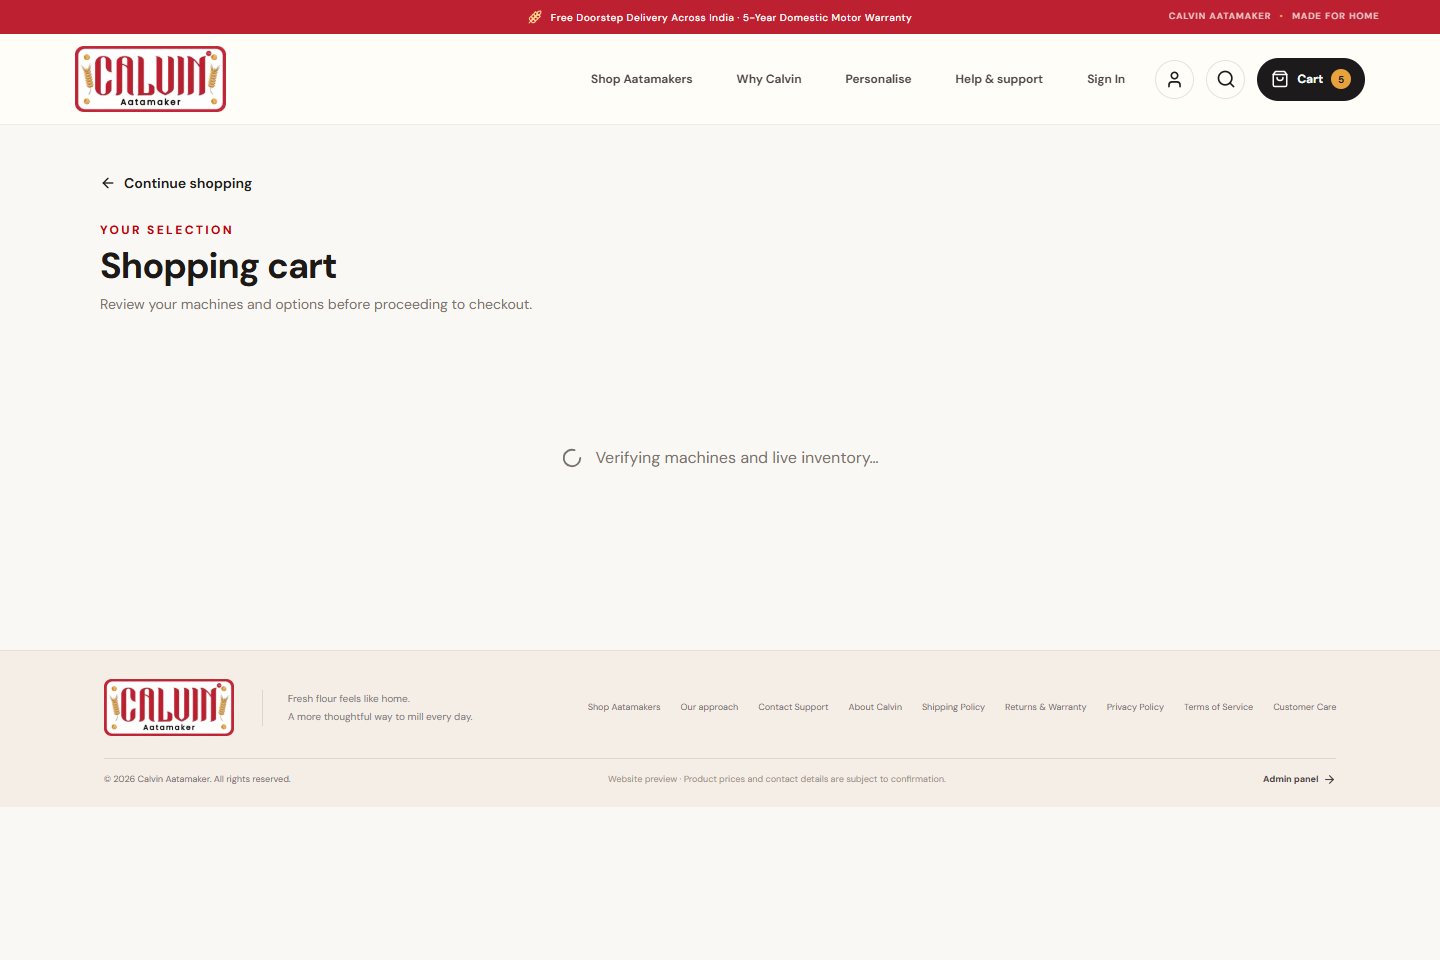 Free Doorstep Delivery Across India · 5-Year Domestic Motor Warranty
CALVIN AATAMAKER • MADE FOR HOME
CALVIN
Aatamaker
Shop Aatamakers
Why Calvin
Personalise
Help & support
Sign In
Cart 5
Continue shopping
YOUR SELECTION
Shopping cart
Review your machines and options before proceeding to checkout.
Verifying machines and live inventory...
CALVIN
Aatamaker
Fresh flour feels like home.
A more thoughtful way to mill every day.
Shop Aatamakers
Our approach
Contact Support
About Calvin
Shipping Policy
Returns & Warranty
Privacy Policy
Terms of Service
Customer Care
© 2026 Calvin Aatamaker. All rights reserved.
Website preview · Product prices and contact details are subject to confirmation.
Admin panel